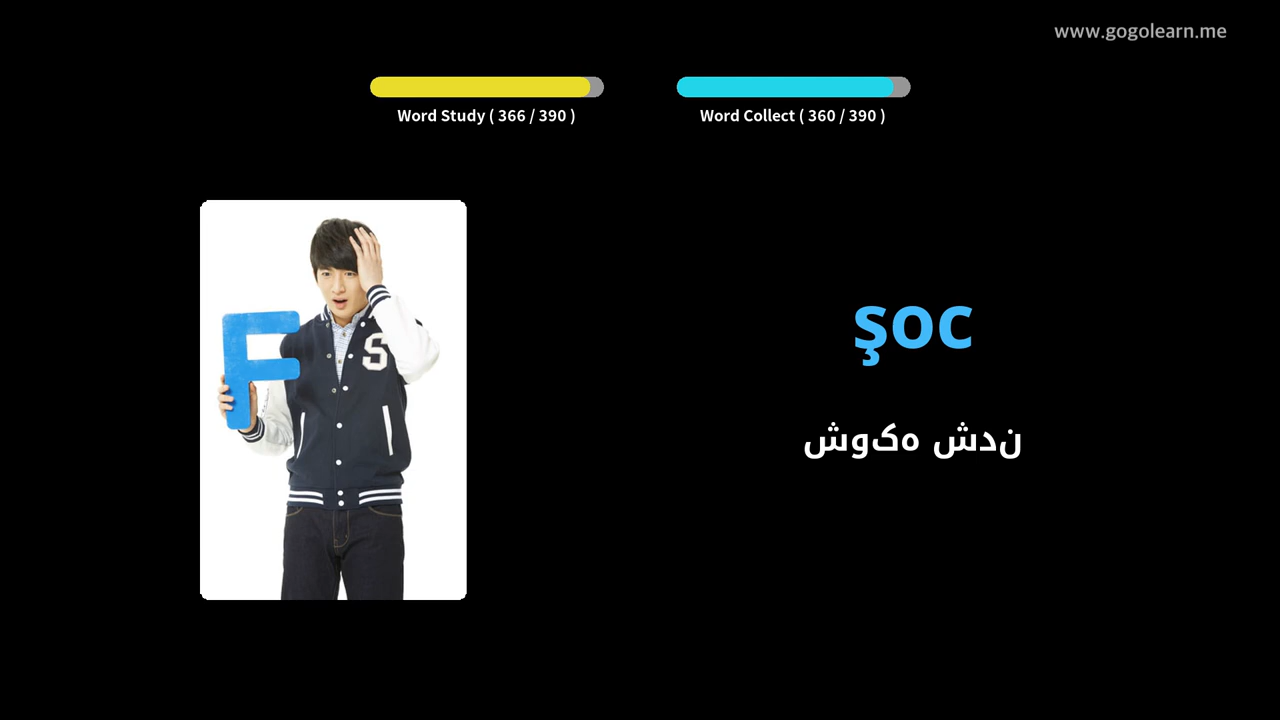 www.gogolearn.me
Word Study ( 366 / 390 )
Word Collect ( 360 / 390 )
F
S
şoc
ندش هکوش